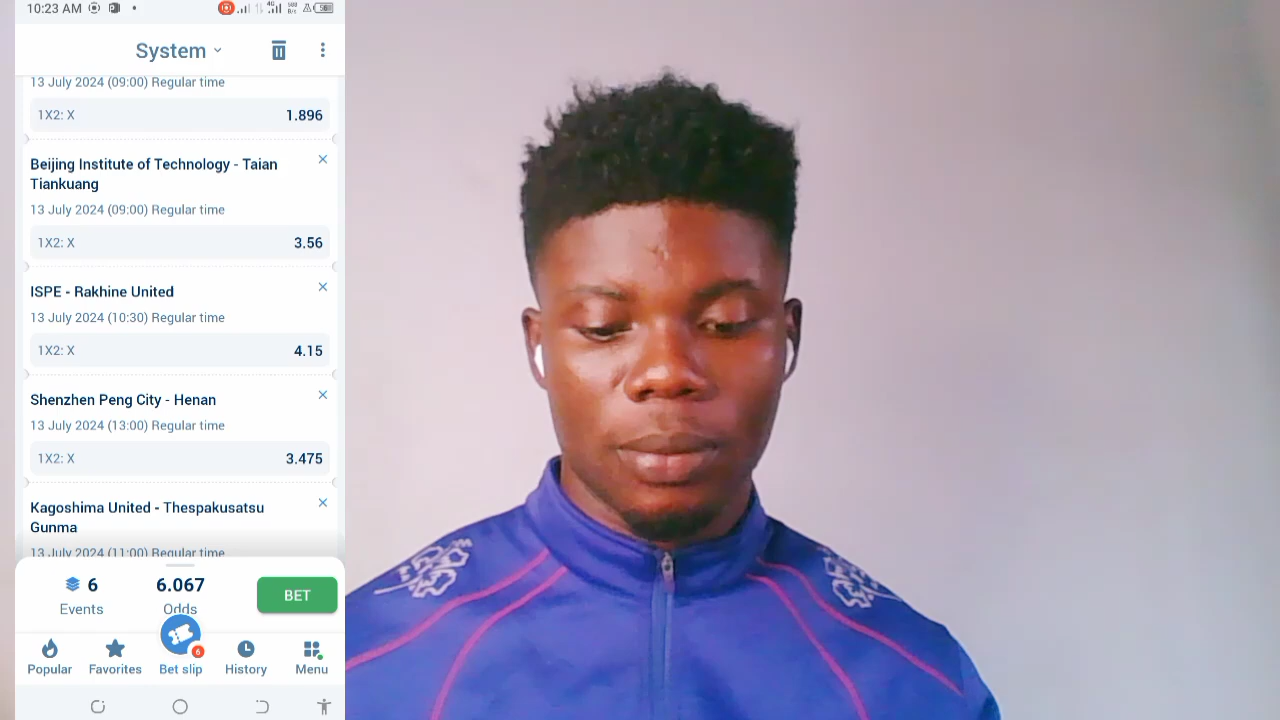 10:23 AM
4G
58
System
13 July 2024 (09:00) Regular time
1X2: X 1.896
Beijing Institute of Technology - Taian
Tiankuang
13 July 2024 (09:00) Regular time
1X2: X 3.56
ISPE - Rakhine United
13 July 2024 (10:30) Regular time
1X2: X 4.15
Shenzhen Peng City - Henan
13 July 2024 (13:00) Regular time
1X2: X 3.475
Kagoshima United - Thespakusatsu
Gunma
13 July 2024 (11:00) Regular time
6 6.067 BET
Events Odds
6
Popular Favorites Bet slip History Menu